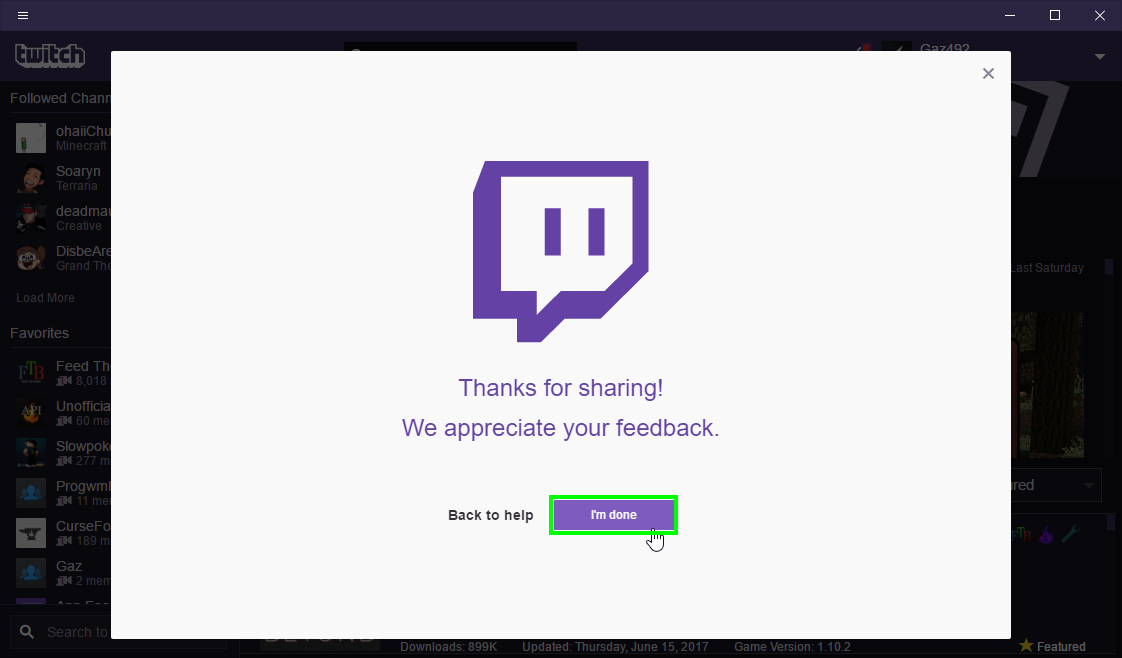 twitch
Gaz492
Followed Chann
ohaiiChu
Minecraft
Soaryn
Terraria
deadmau
Creative
DisbeAre
Grand The
Load More
Favorites
Feed Th
8,018
Unofficia
60 me
Slowpok
277 m
Progwml
11 me
CurseFo
189 m
Gaz
2 mem
Search to
Thanks for sharing!
We appreciate your feedback.
Back to help
I'm done
Last Saturday
ured
FTB
Downloads: 899K
Updated: Thursday, June 15, 2017
Game Version: 1.10.2
Featured